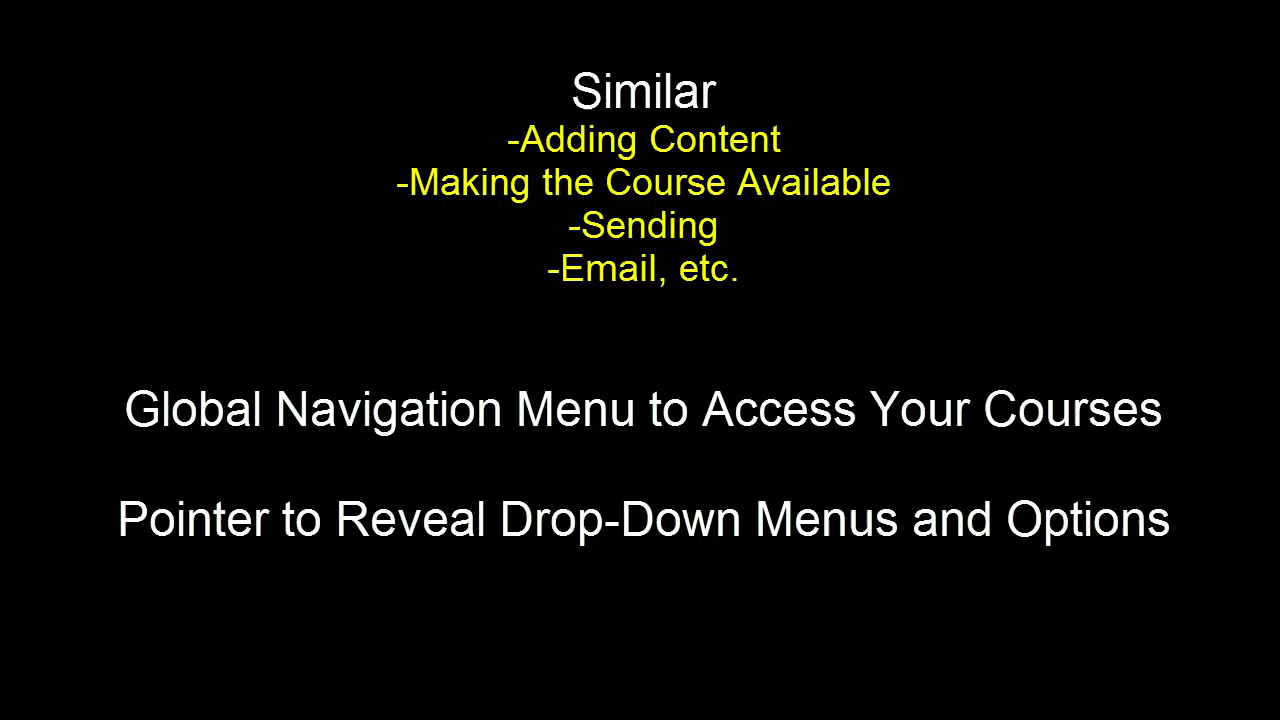 Similar
-Adding Content
-Making the Course Available
-Sending
-Email, etc.
Global Navigation Menu to Access Your Courses
Pointer to Reveal Drop-Down Menus and Options